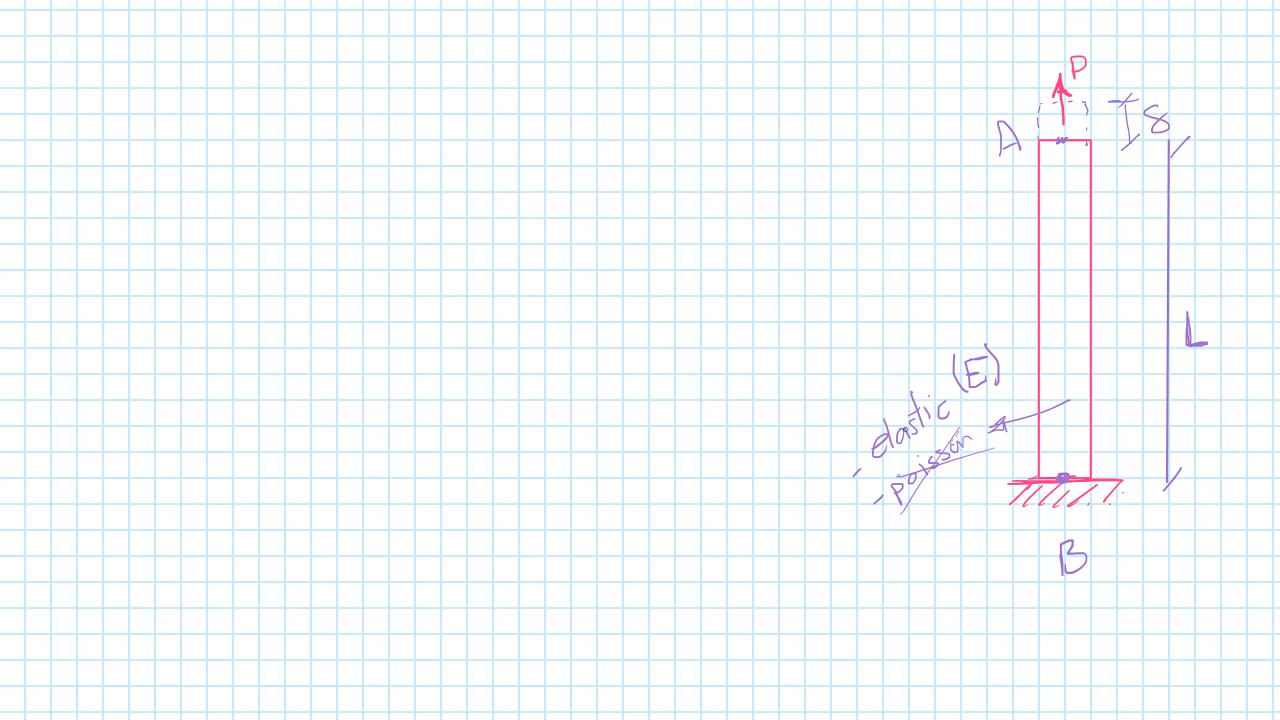 P
A
δ
L
- elastic (E)
- poisson
B